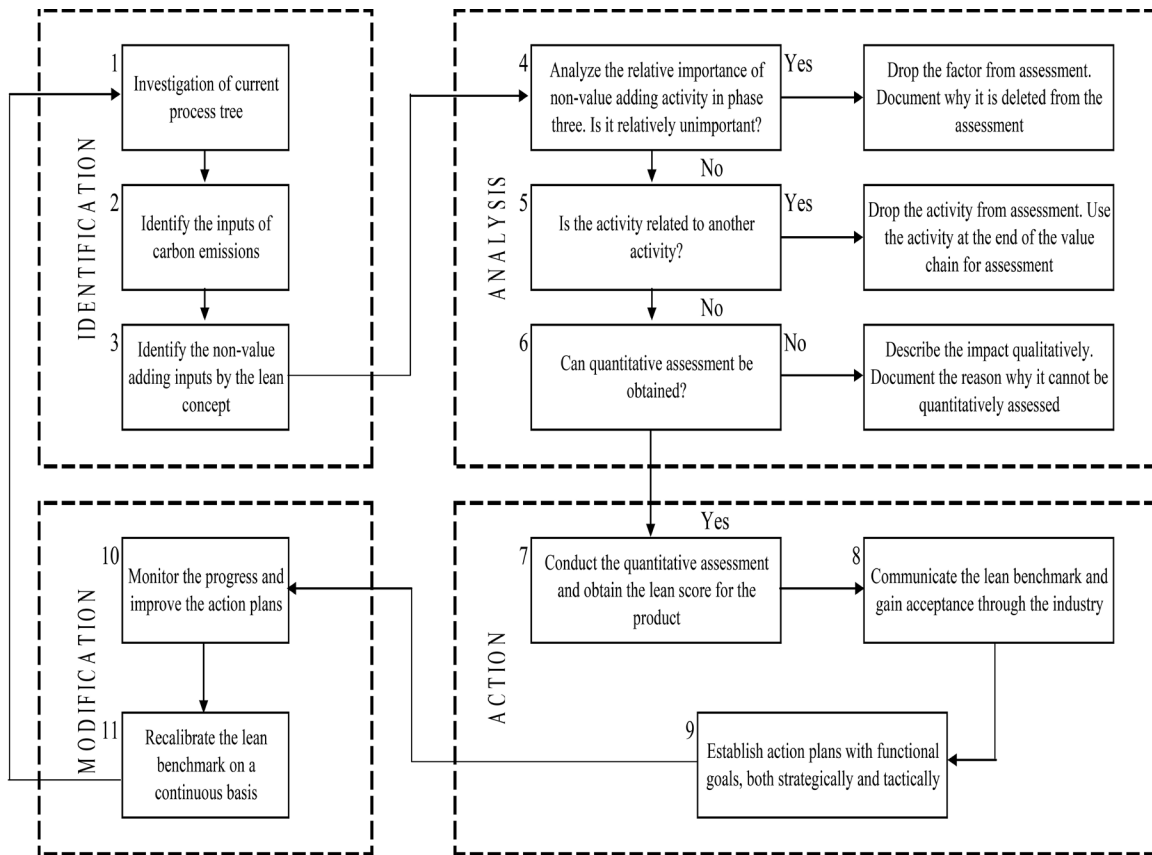 IDENTIFICATION
1
Investigation of current
process tree
2
Identify the inputs of
carbon emissions
3
Identify the non-value
adding inputs by the lean
concept
ANALYSIS
4
Analyze the relative importance of
non-value adding activity in phase
three. Is it relatively unimportant?
Yes
Drop the factor from assessment.
Document why it is deleted from the
assessment
No
5
Is the activity related to another
activity?
Yes
Drop the activity from assessment. Use
the activity at the end of the value
chain for assessment
No
6
Can quantitative assessment be
obtained?
No
Describe the impact qualitatively.
Document the reason why it cannot be
quantitatively assessed
Yes
ACTION
7
Conduct the quantitative assessment
and obtain the lean score for the
product
8
Communicate the lean benchmark and
gain acceptance through the industry
9
Establish action plans with functional
goals, both strategically and tactically
MODIFICATION
10
Monitor the progress and
improve the action plans
11
Recalibrate the lean
benchmark on a
continuous basis